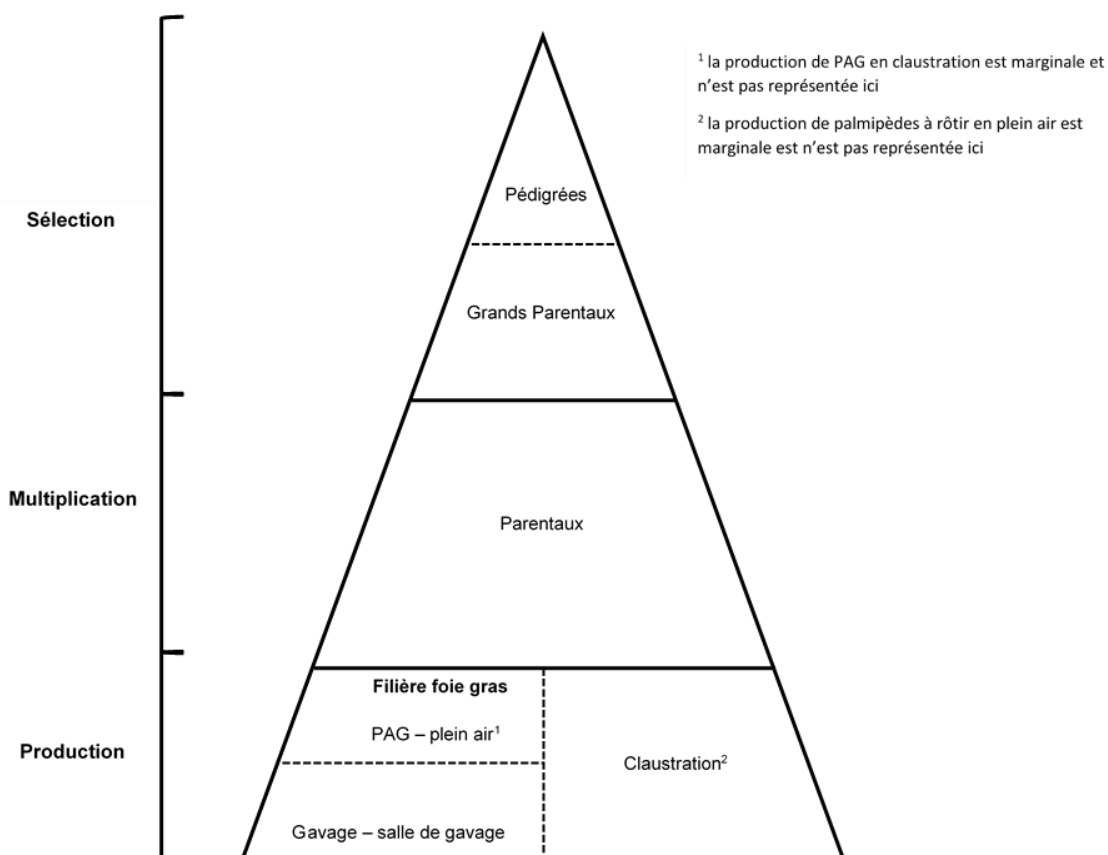 ¹ la production de PAG en claustration est marginale et
n'est pas représentée ici
² la production de palmipèdes à rôtir en plein air est
marginale est n'est pas représentée ici
Pédigrées
Sélection
Grands Parentaux
Multiplication
Parentaux
Filière foie gras
PAG – plein air¹
Production
Claustration²
Gavage – salle de gavage